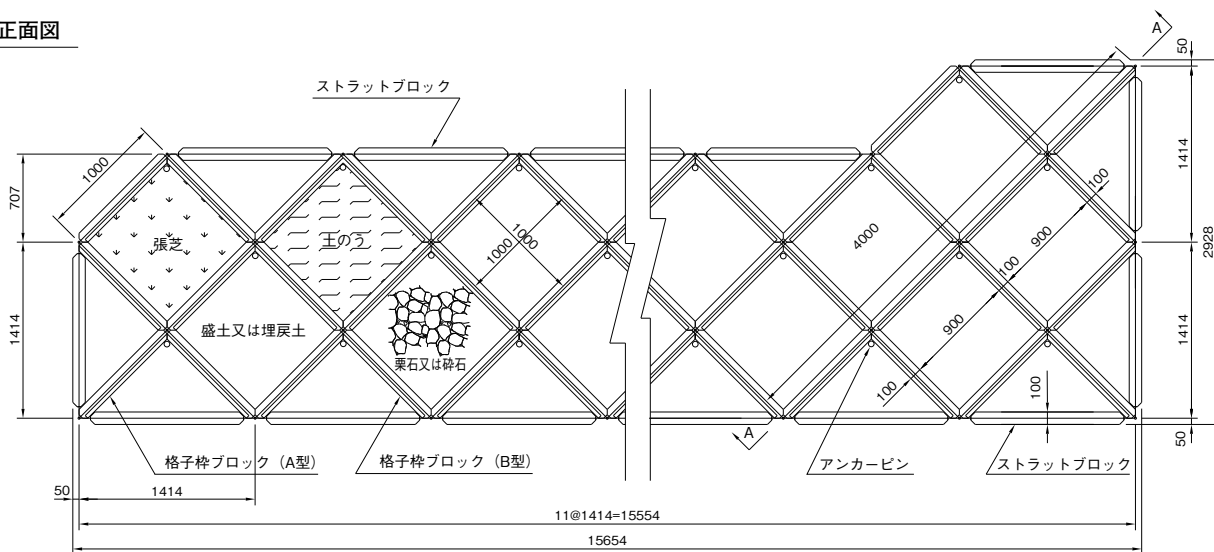 正面図
A
50
ストラットブロック
1000
707
1414
張芝
土のう
1000
1000
盛土又は埋戻土
栗石又は砕石
4000
100
900
100
900
100
100
1414
1414
2928
50
A
格子枠ブロック（A型）
格子枠ブロック（B型）
アンカーピン
ストラットブロック
50
1414
11@1414=15554
15654